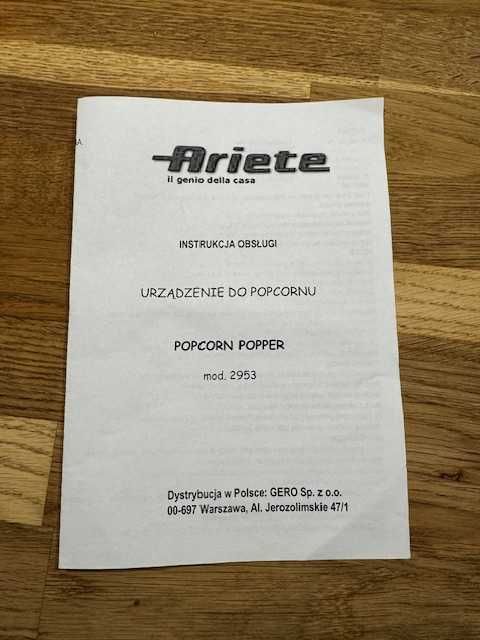 Ariete
il genio della casa
INSTRUKCJA OBSŁUGI
URZĄDZENIE DO POPCORNU
POPCORN POPPER
mod. 2953
Dystrybucja w Polsce: GERO Sp. z o.o.
00-697 Warszawa, Al. Jerozolimskie 47/1